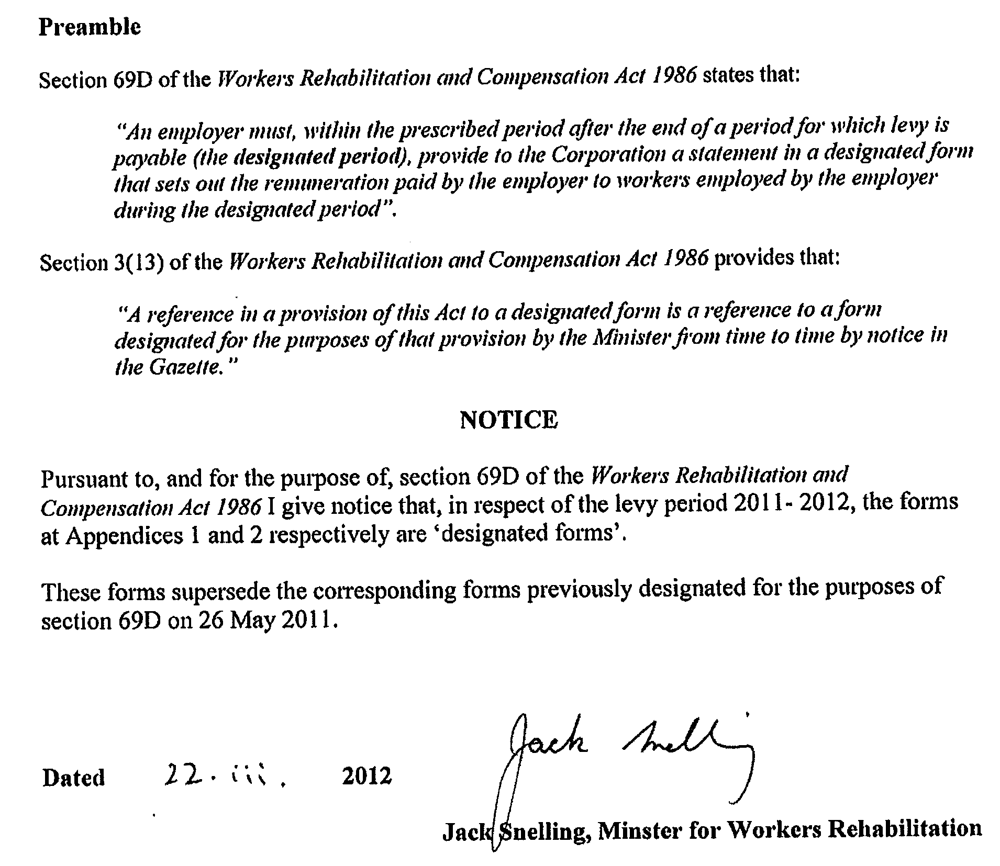 Preamble
Section 69D of the Workers Rehabilitation and Compensation Act 1986 states that:
“An employer must, within the prescribed period after the end of a period for which levy is
payable (the designated period), provide to the Corporation a statement in a designated form
that sets out the remuneration paid by the employer to workers employed by the employer
during the designated period”.
Section 3(13) of the Workers Rehabilitation and Compensation Act 1986 provides that:
“A reference in a provision of this Act to a designated form is a reference to a form
designated for the purposes of that provision by the Minister from time to time by notice in
the Gazette.”
NOTICE
Pursuant to, and for the purpose of, section 69D of the Workers Rehabilitation and
Compensation Act 1986 I give notice that, in respect of the levy period 2011- 2012, the forms
at Appendices 1 and 2 respectively are ‘designated forms’.
These forms supersede the corresponding forms previously designated for the purposes of
section 69D on 26 May 2011.
Jack Snelling
Dated 22. iii. 2012
Jack Snelling, Minster for Workers Rehabilitation